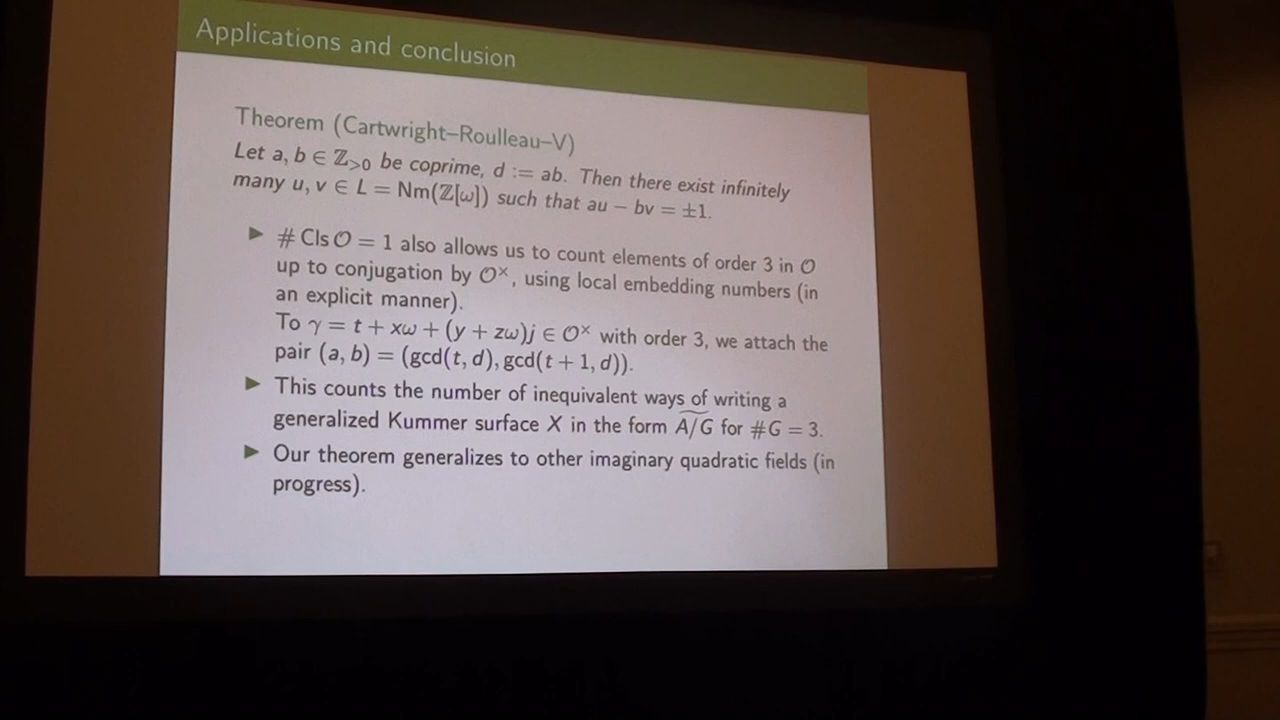 Applications and conclusion
Theorem (Cartwright–Roulleau–V)
Let a, b ∈ ℤ>0 be coprime, d := ab. Then there exist infinitely
many u, v ∈ L = Nm(ℤ[ω]) such that au − bv = ±1.
▶ # Cls 𝒪 = 1 also allows us to count elements of order 3 in 𝒪
up to conjugation by 𝒪×, using local embedding numbers (in
an explicit manner).
To γ = t + xω + (y + zω)j ∈ 𝒪× with order 3, we attach the
pair (a, b) = (gcd(t, d), gcd(t + 1, d)).
▶ This counts the number of inequivalent ways of writing a
generalized Kummer surface X in the form A/G for #G = 3.
▶ Our theorem generalizes to other imaginary quadratic fields (in
progress).